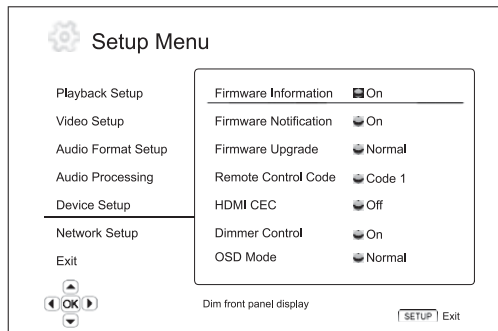 Setup Menu
Playback Setup
Video Setup
Audio Format Setup
Audio Processing
Device Setup
Network Setup
Exit
Firmware Information On
Firmware Notification On
Firmware Upgrade Normal
Remote Control Code Code 1
HDMI CEC Off
Dimmer Control On
OSD Mode Normal
OK
Dim front panel display
SETUP Exit